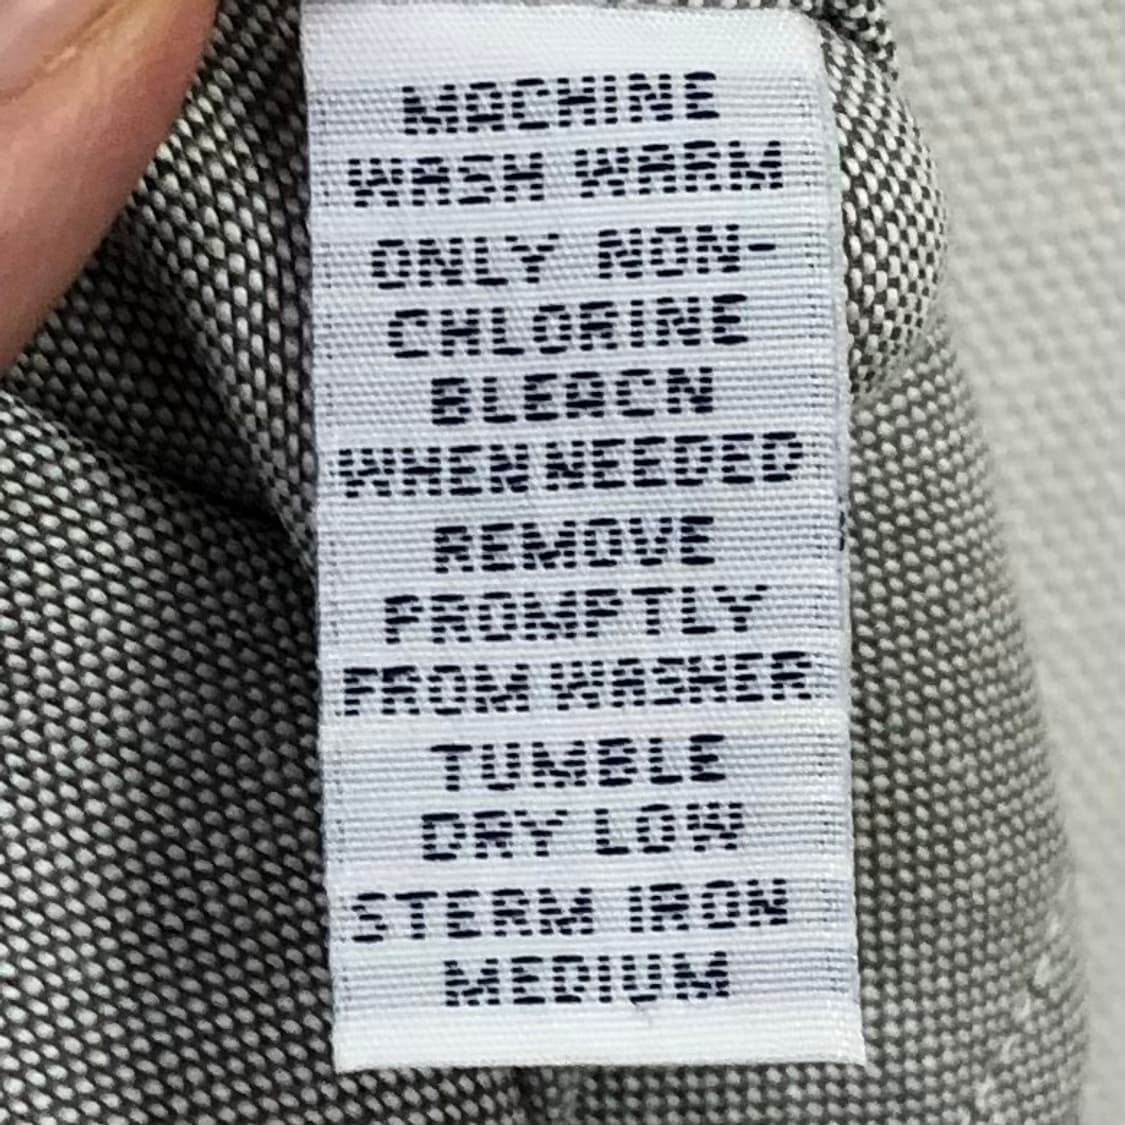 MACHINE
WASH WARM
ONLY NON-
CHLORINE
BLEACN
WHEN NEEDED
REMOVE
PROMPTLY
FROM WASHER
TUMBLE
DRY LOW
STERM IRON
MEDIUM